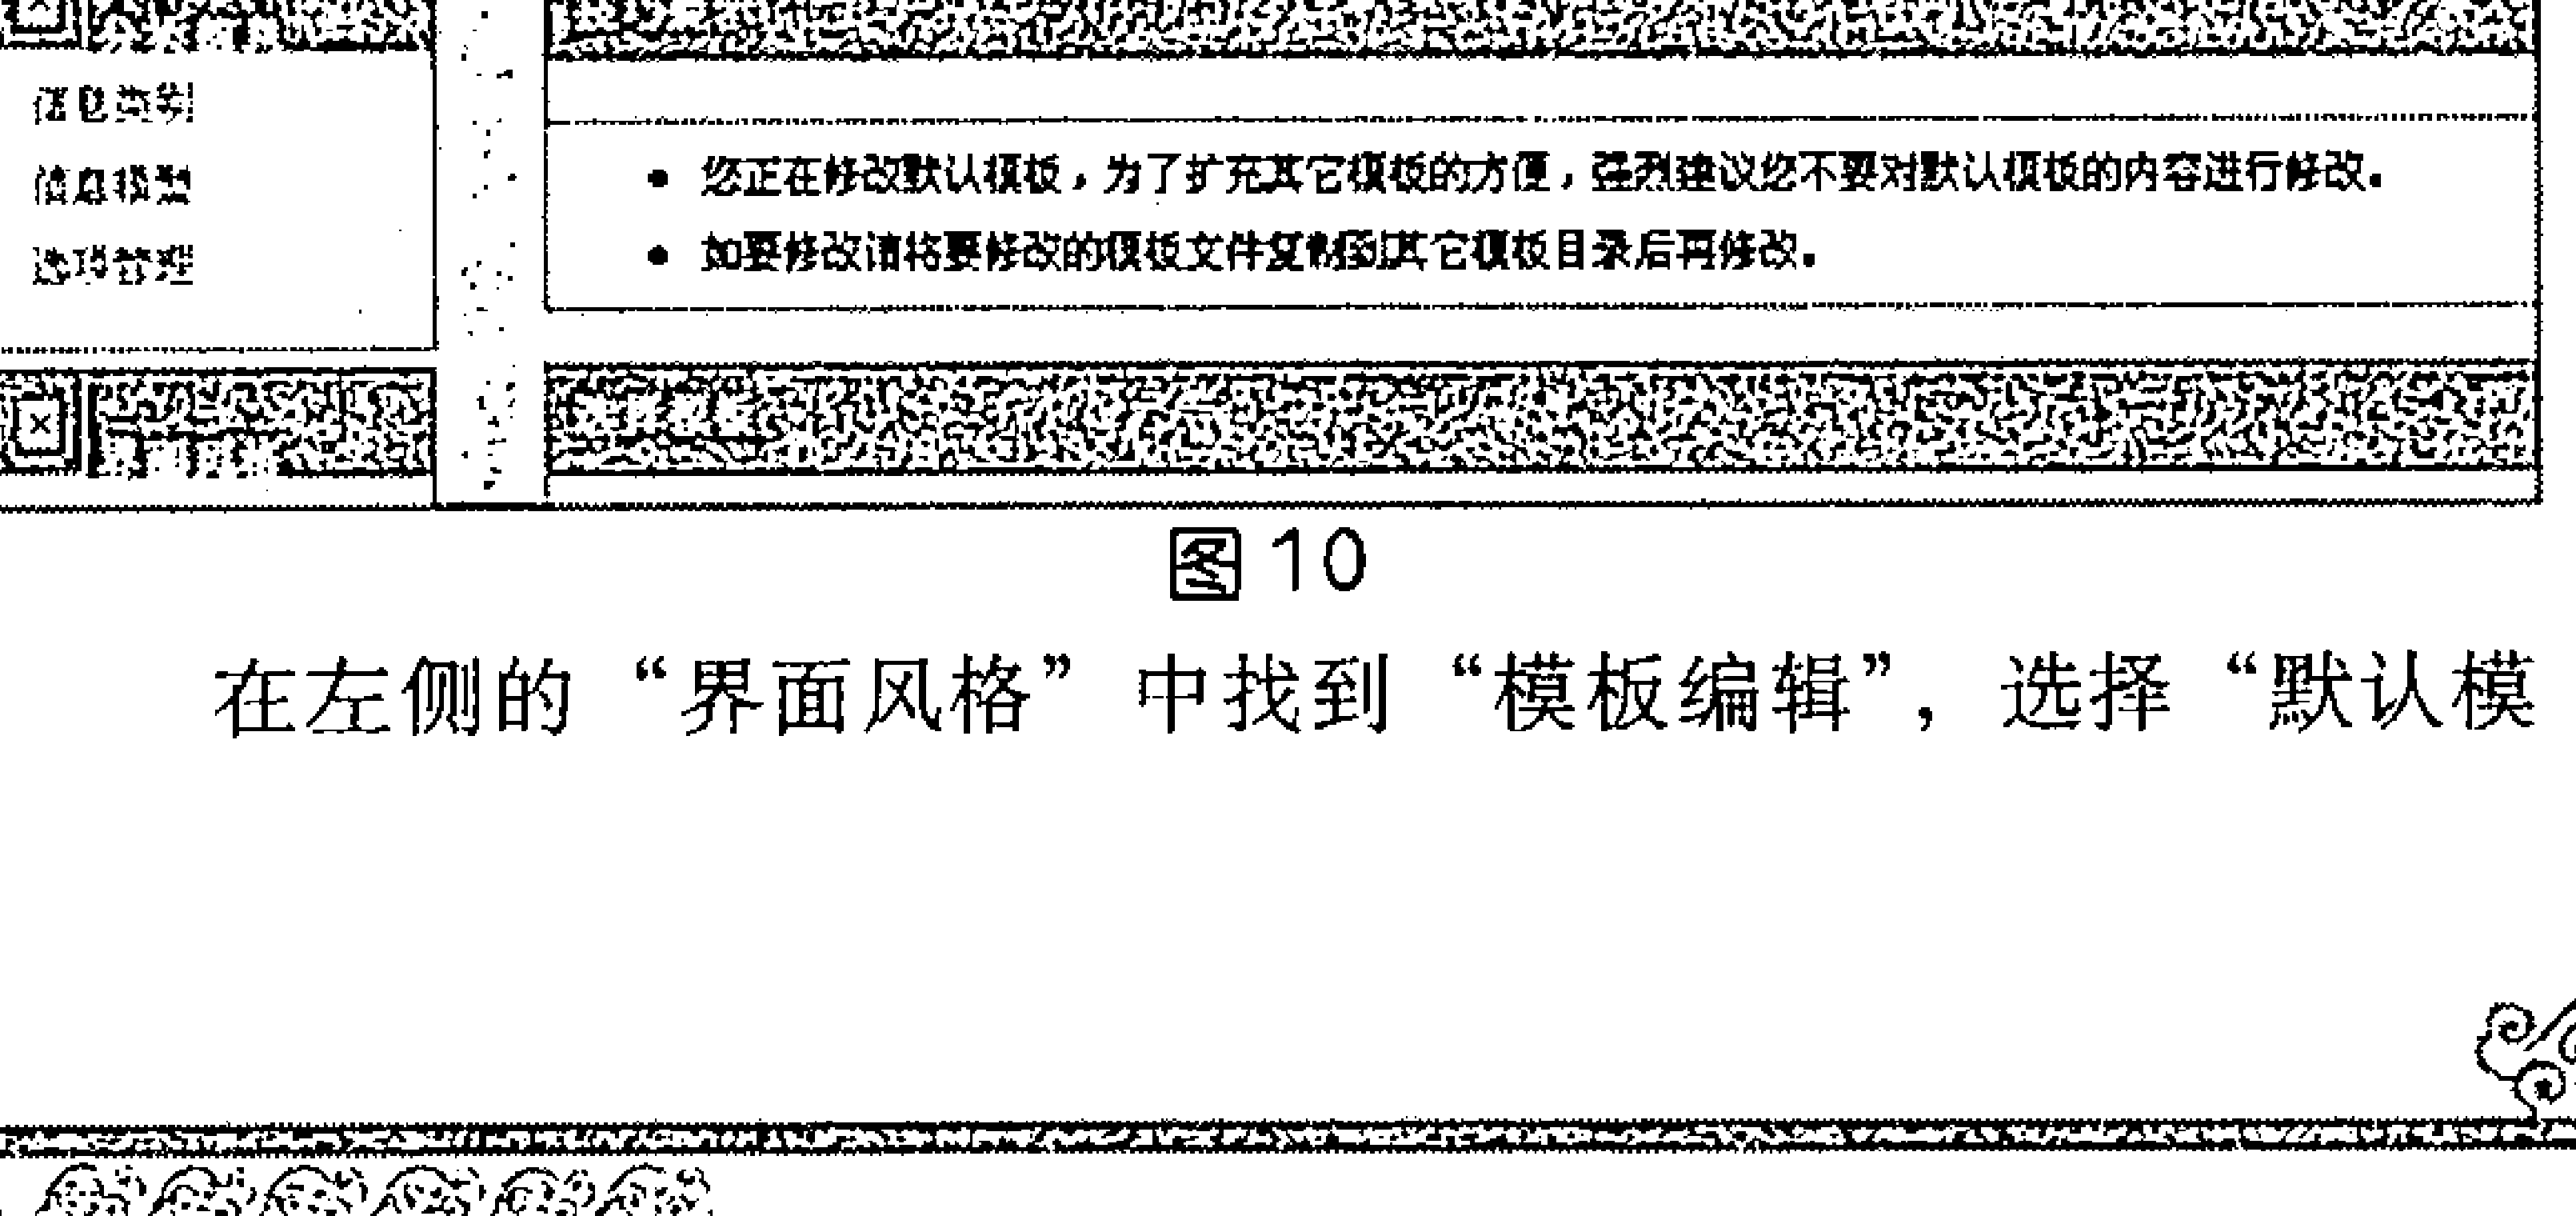 信息类别
信息模型
选项管理
• 您正在修改默认模板，为了扩充其它模板的方便，强烈建议您不要对默认模板的内容进行修改。
• 如要修改请将要修改的模板文件复制到其它模板目录后再修改。
界面风格
图10
在左侧的“界面风格”中找到“模板编辑”，选择“默认模